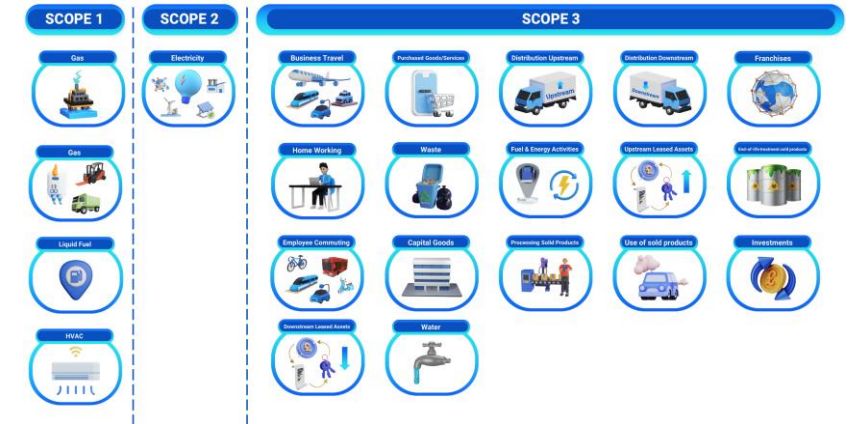 SCOPE 1
SCOPE 2
SCOPE 3
Gas
Electricity
Business Travel
Purchased Goods/Services
Distribution Upstream
Distribution Downstream
Franchises
Upstream
Downstream
Gas
Home Working
Waste
Fuel & Energy Activities
Upstream Leased Assets
End-of-life-treatment sold products
Liquid Fuel
Employee Commuting
Capital Goods
Processing Solid Products
Use of sold products
Investments
HVAC
Downstream Leased Assets
Water